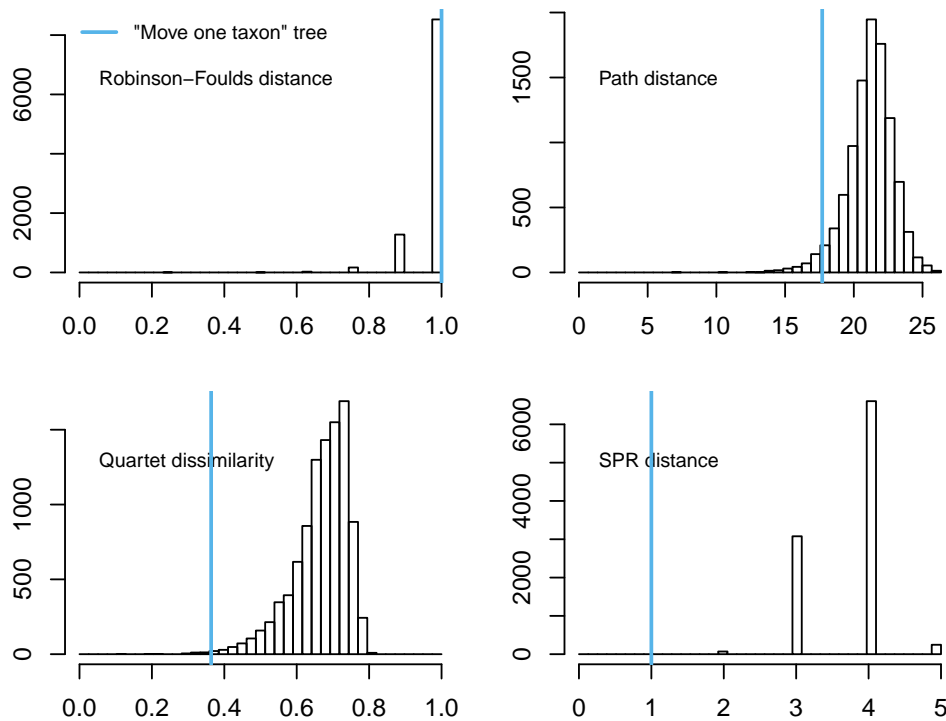 "Move one taxon" tree
Robinson−Foulds distance
0 2000 6000
0.0 0.2 0.4 0.6 0.8 1.0
Path distance
0 500 1500
0 5 10 15 20 25
Quartet dissimilarity
0 500 1000
0.0 0.2 0.4 0.6 0.8 1.0
SPR distance
0 2000 4000 6000
0 1 2 3 4 5